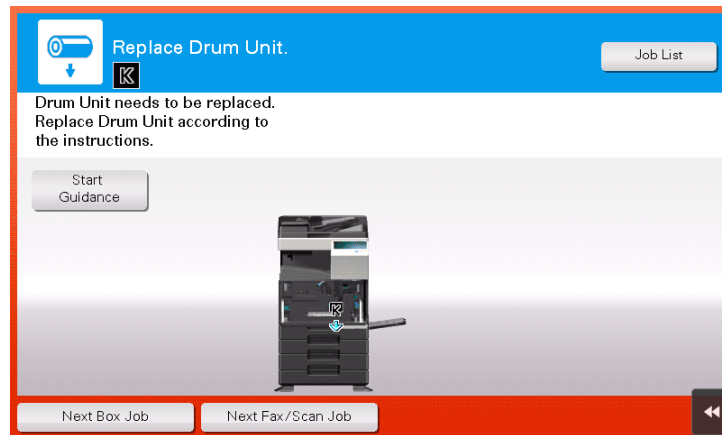 Replace Drum Unit.
K
Job List
Drum Unit needs to be replaced.
Replace Drum Unit according to
the instructions.
Start
Guidance
K
Next Box Job
Next Fax/Scan Job